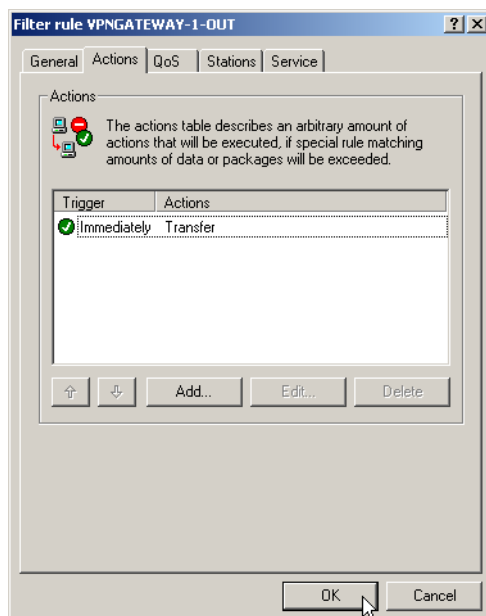 Filter rule VPNGATEWAY-1-OUT
General Actions QoS Stations Service
Actions
The actions table describes an arbitrary amount of
actions that will be executed, if special rule matching
amounts of data or packages will be exceeded.
Trigger Actions
Immediately Transfer
Add... Edit... Delete
OK Cancel